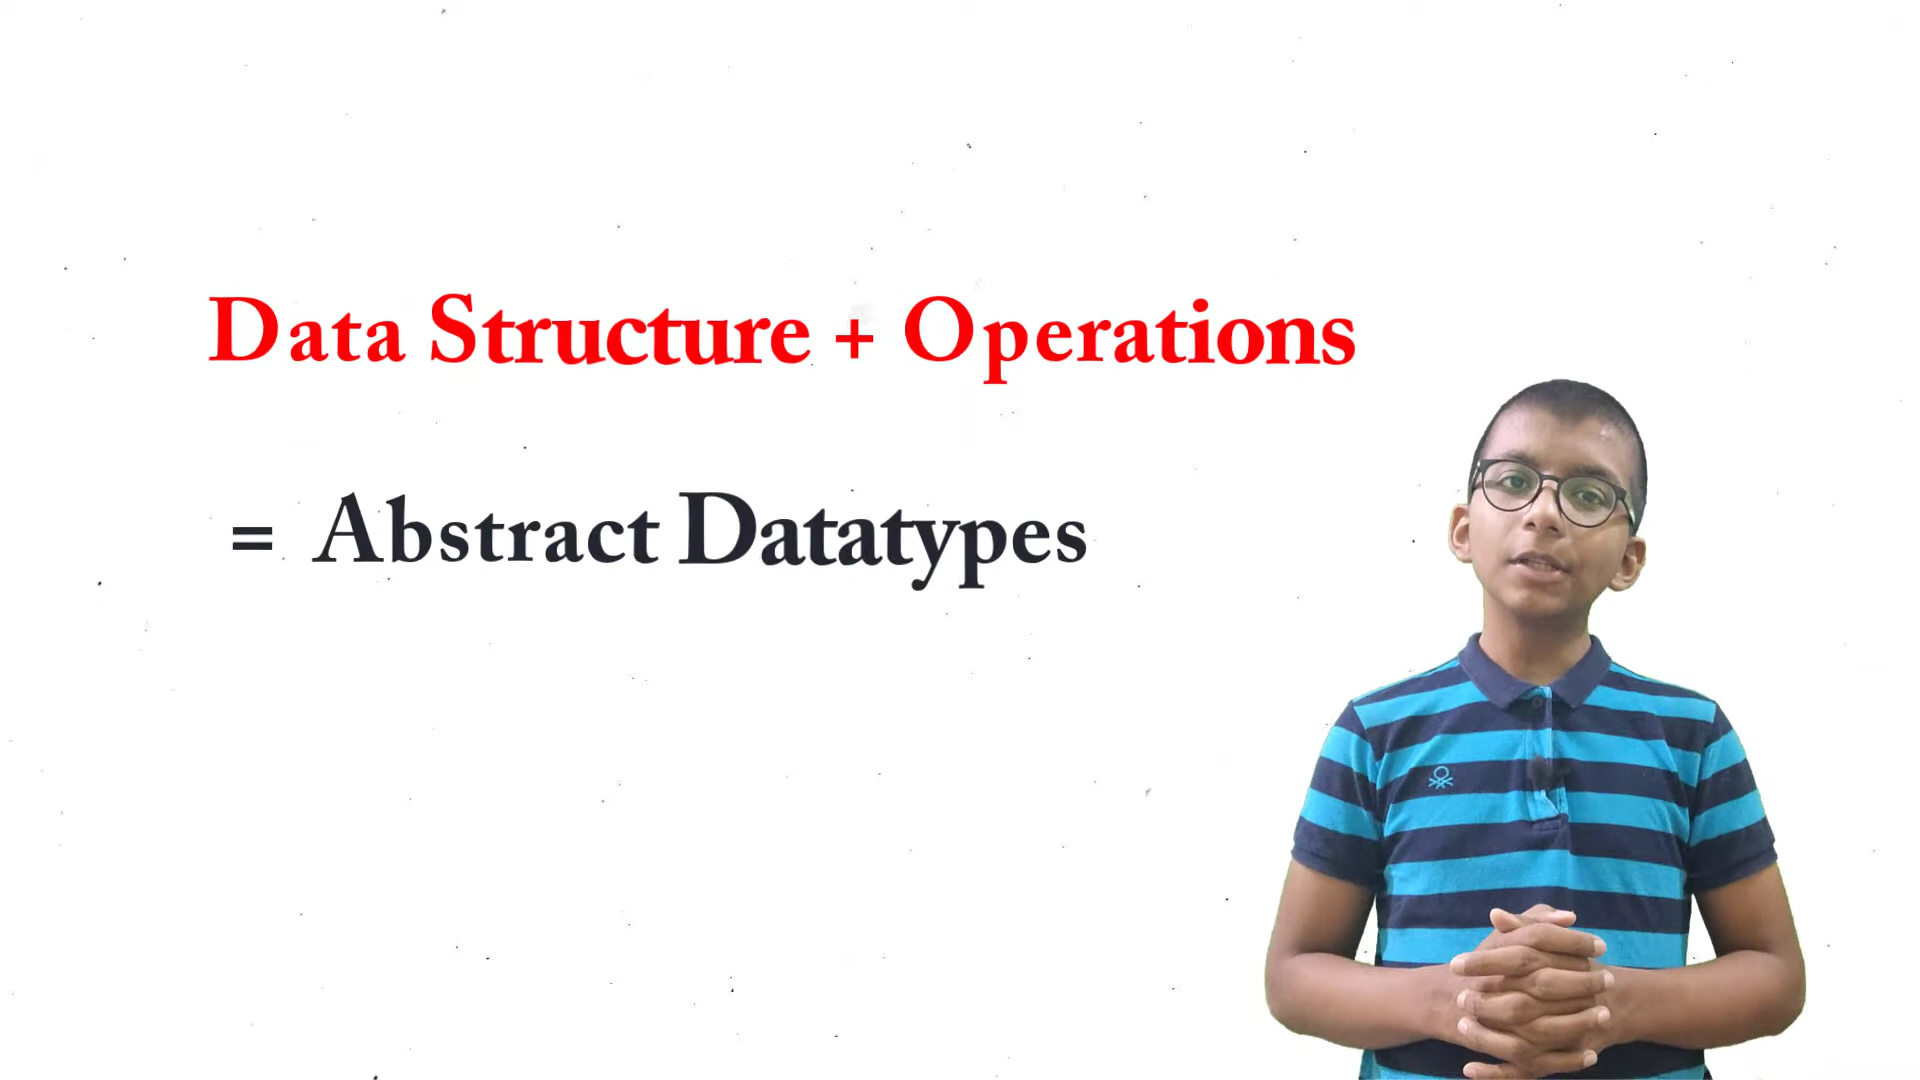 Data Structure + Operations
= Abstract Datatypes